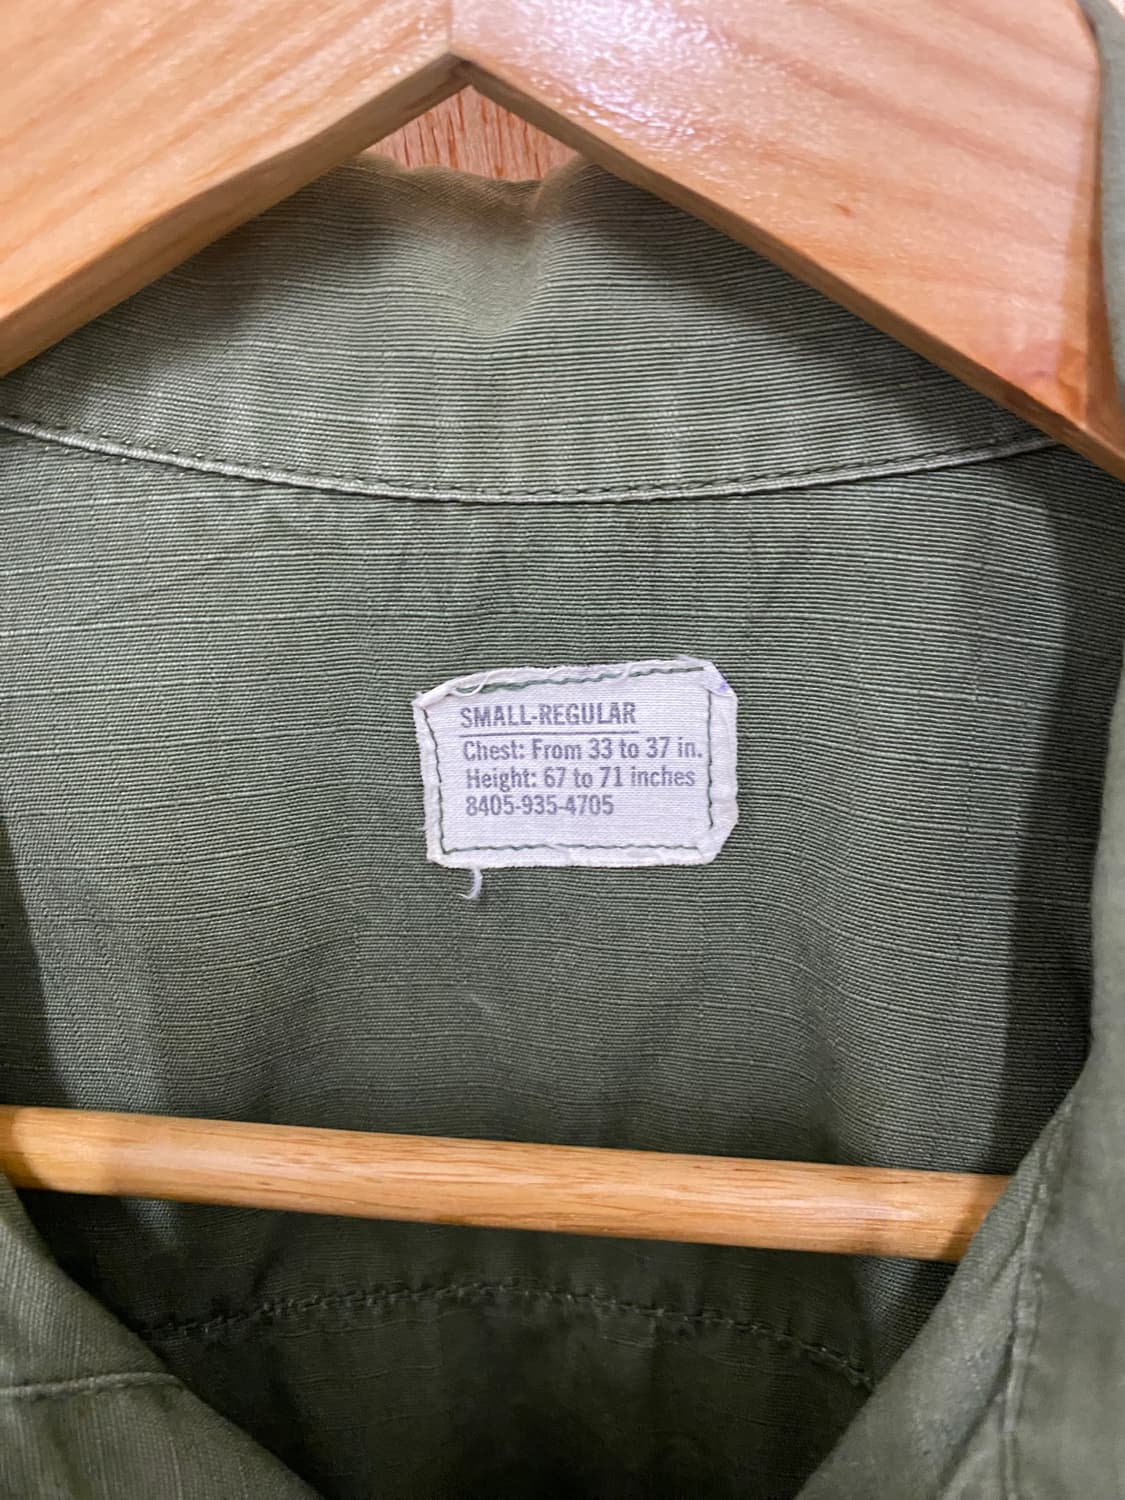 SMALL-REGULAR
Chest: From 33 to 37 in.
Height: 67 to 71 inches
8405-935-4705